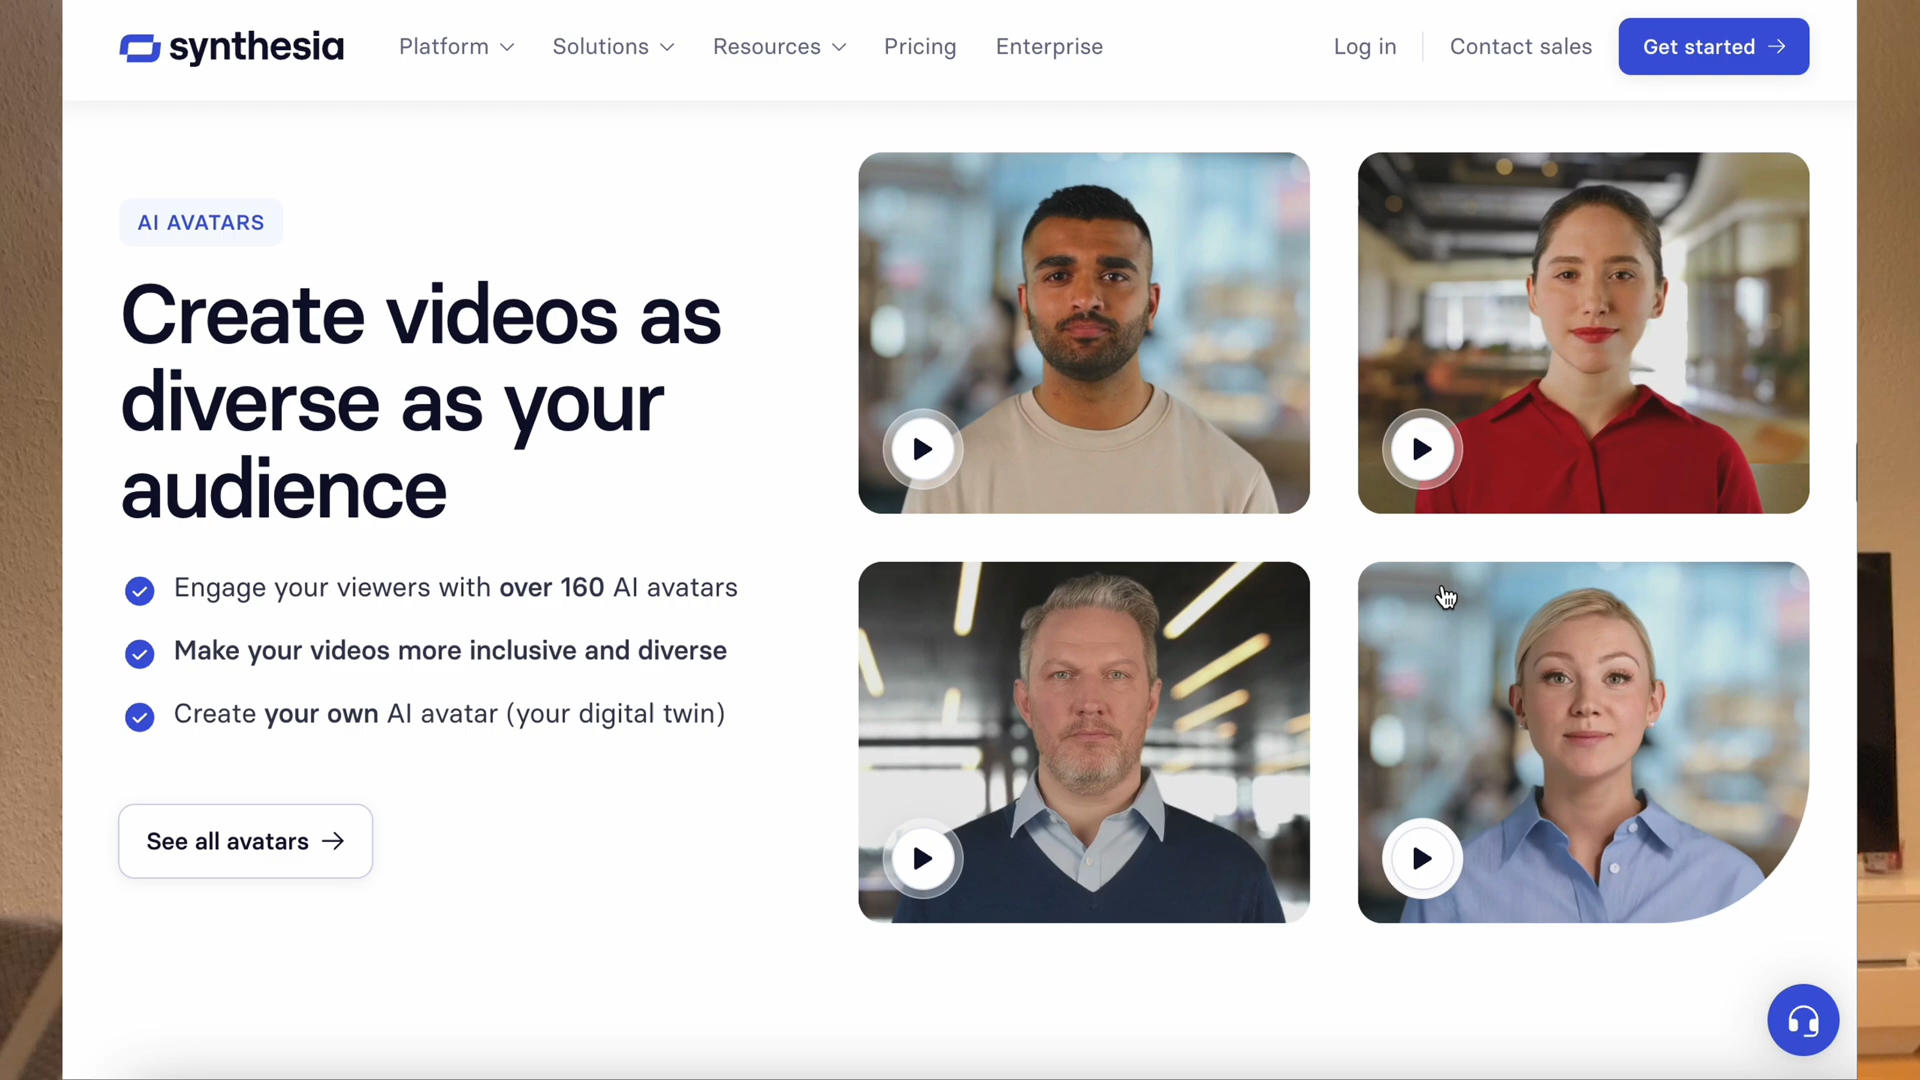 synthesia
Platform
Solutions
Resources
Pricing
Enterprise
Log in
Contact sales
Get started →
AI AVATARS
Create videos as
diverse as your
audience
Engage your viewers with over 160 AI avatars
Make your videos more inclusive and diverse
Create your own AI avatar (your digital twin)
See all avatars →